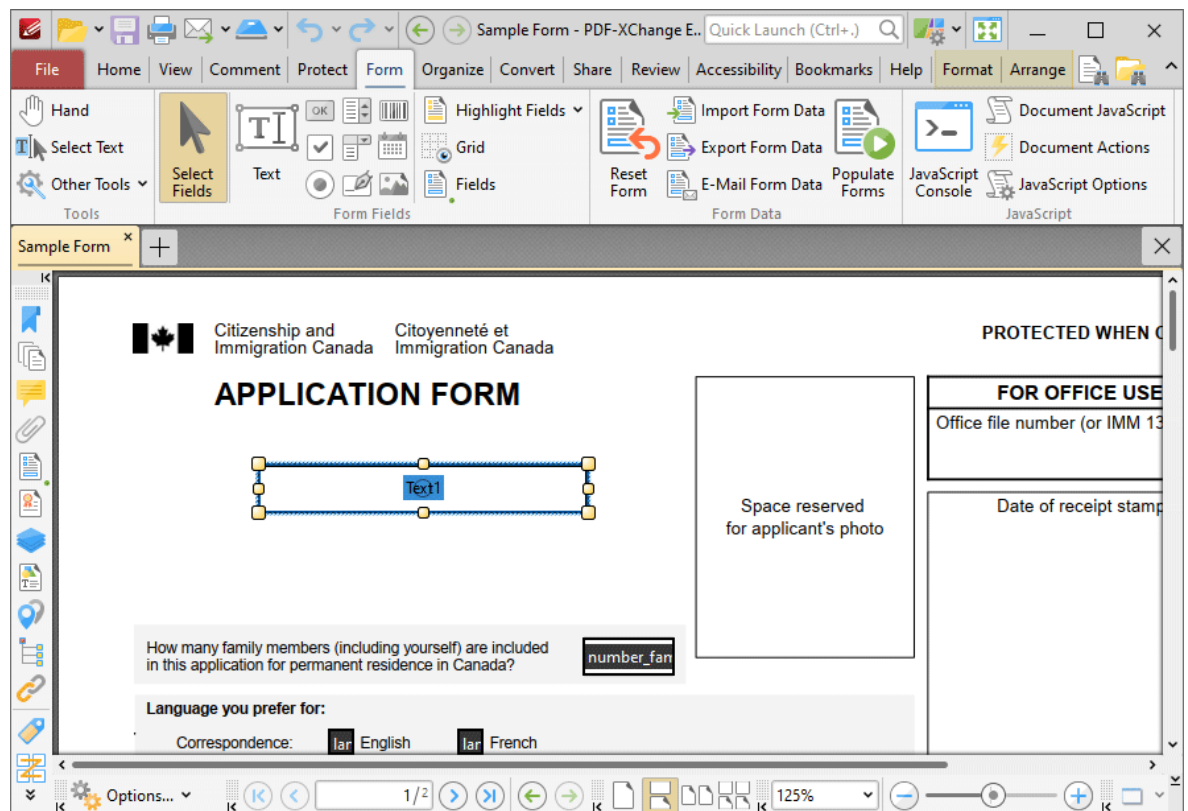 Sample Form - PDF-XChange E.. Quick Launch (Ctrl+.)
File Home View Comment Protect Form Organize Convert Share Review Accessibility Bookmarks Help Format Arrange
Hand
Select Text
Other Tools
Tools
Select
Fields
Text
OK
Highlight Fields
Grid
Fields
Form Fields
Reset
Form
Import Form Data
Export Form Data
E-Mail Form Data
Populate
Forms
Form Data
JavaScript
Console
Document JavaScript
Document Actions
JavaScript Options
JavaScript
Sample Form
Citizenship and
Immigration Canada
Citoyenneté et
Immigration Canada
PROTECTED WHEN
APPLICATION FORM
Text1
Space reserved
for applicant's photo
FOR OFFICE USE
Office file number (or IMM 13
Date of receipt stamp
How many family members (including yourself) are included
in this application for permanent residence in Canada?
number_fam
Language you prefer for:
Correspondence: lar English lar French
Options... 1/2 125%